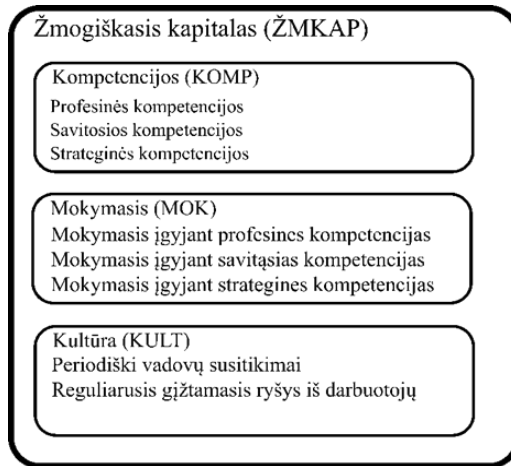 Žmogiškasis kapitalas (ŽMKAP)
Kompetencijos (KOMP)
Profesinės kompetencijos
Savitosios kompetencijos
Strateginės kompetencijos
Mokymasis (MOK)
Mokymasis įgyjant profesines kompetencijas
Mokymasis įgyjant savitąsias kompetencijas
Mokymasis įgyjant strategines kompetencijas
Kultūra (KULT)
Periodiški vadovų susitikimai
Reguliarusis gįžtamasis ryšys iš darbuotojų